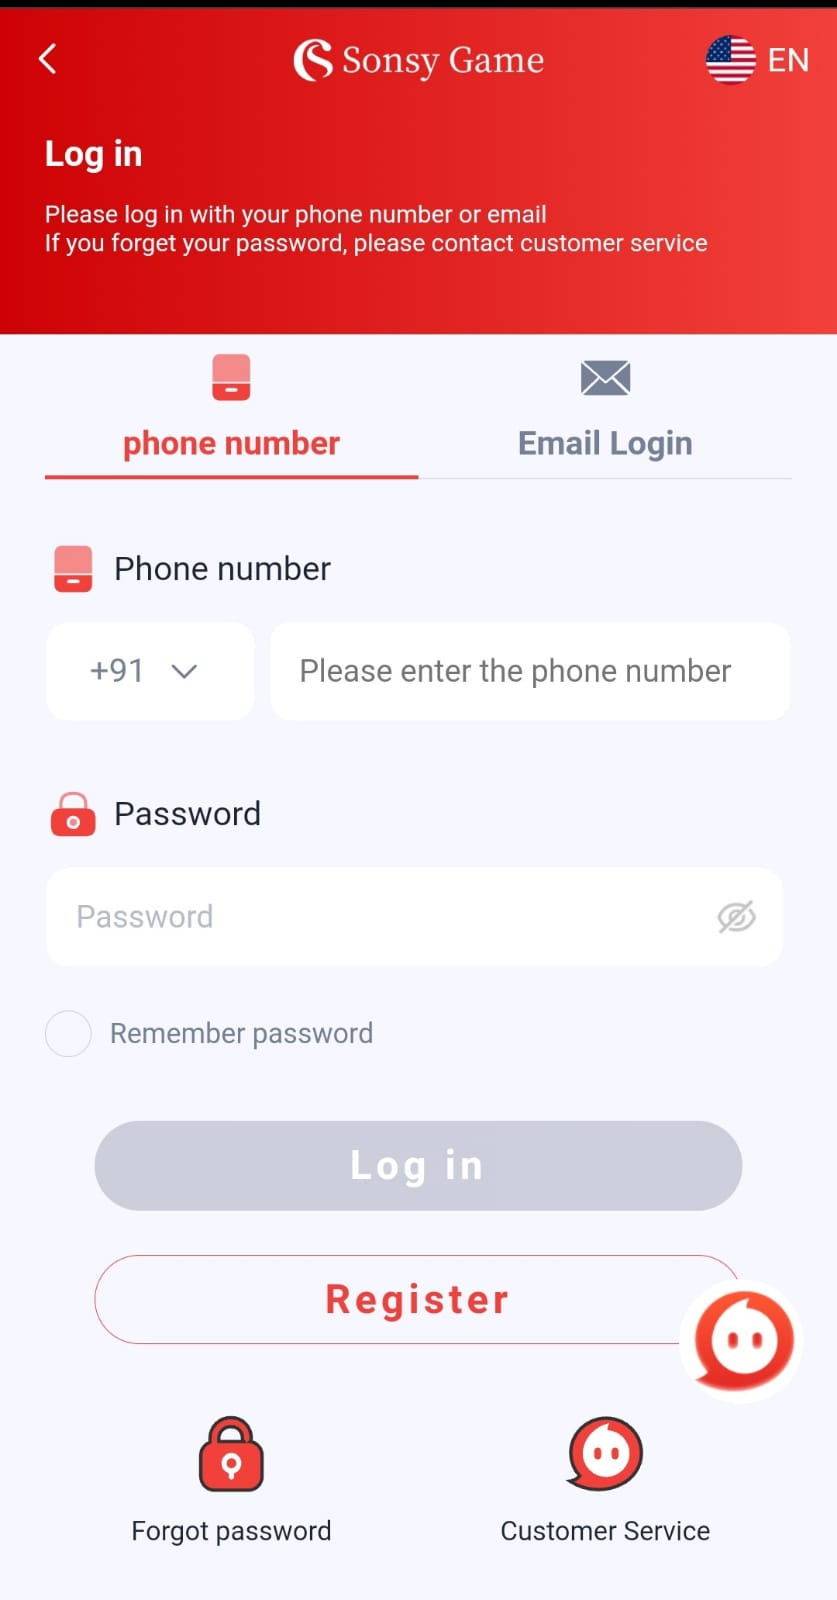 Sonsy Game
EN
Log in
Please log in with your phone number or email
If you forget your password, please contact customer service
phone number
Email Login
Phone number
+91
Please enter the phone number
Password
Password
Remember password
Log in
Register
Forgot password
Customer Service